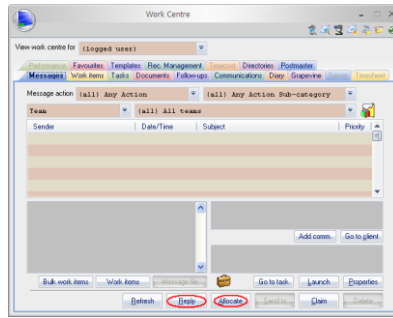 Work Centre
View work centre for (logged user)
Performance Favourites Templates Rec. Management Timecost Directories Postmaster
Messages Work items Tasks Documents Follow-ups Communications Diary Grapevine Timesheet
Message action (all) Any Action (all) Any Action Sub-category
Team (all) All teams
Sender Date/Time Subject Priority
Add comm. Go to client
Bulk work items Work items Message file Go to task Launch Properties
Refresh Reply Allocate Send to Claim Delete